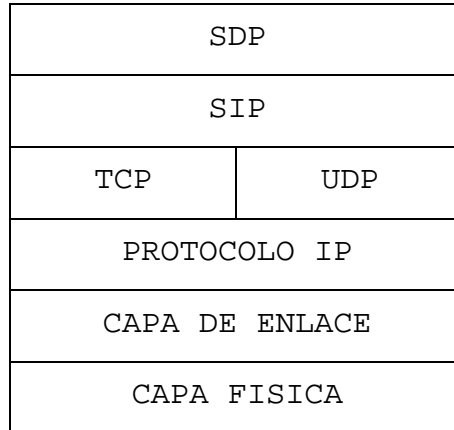 SDP
SIP
TCP UDP
PROTOCOLO IP
CAPA DE ENLACE
CAPA FISICA